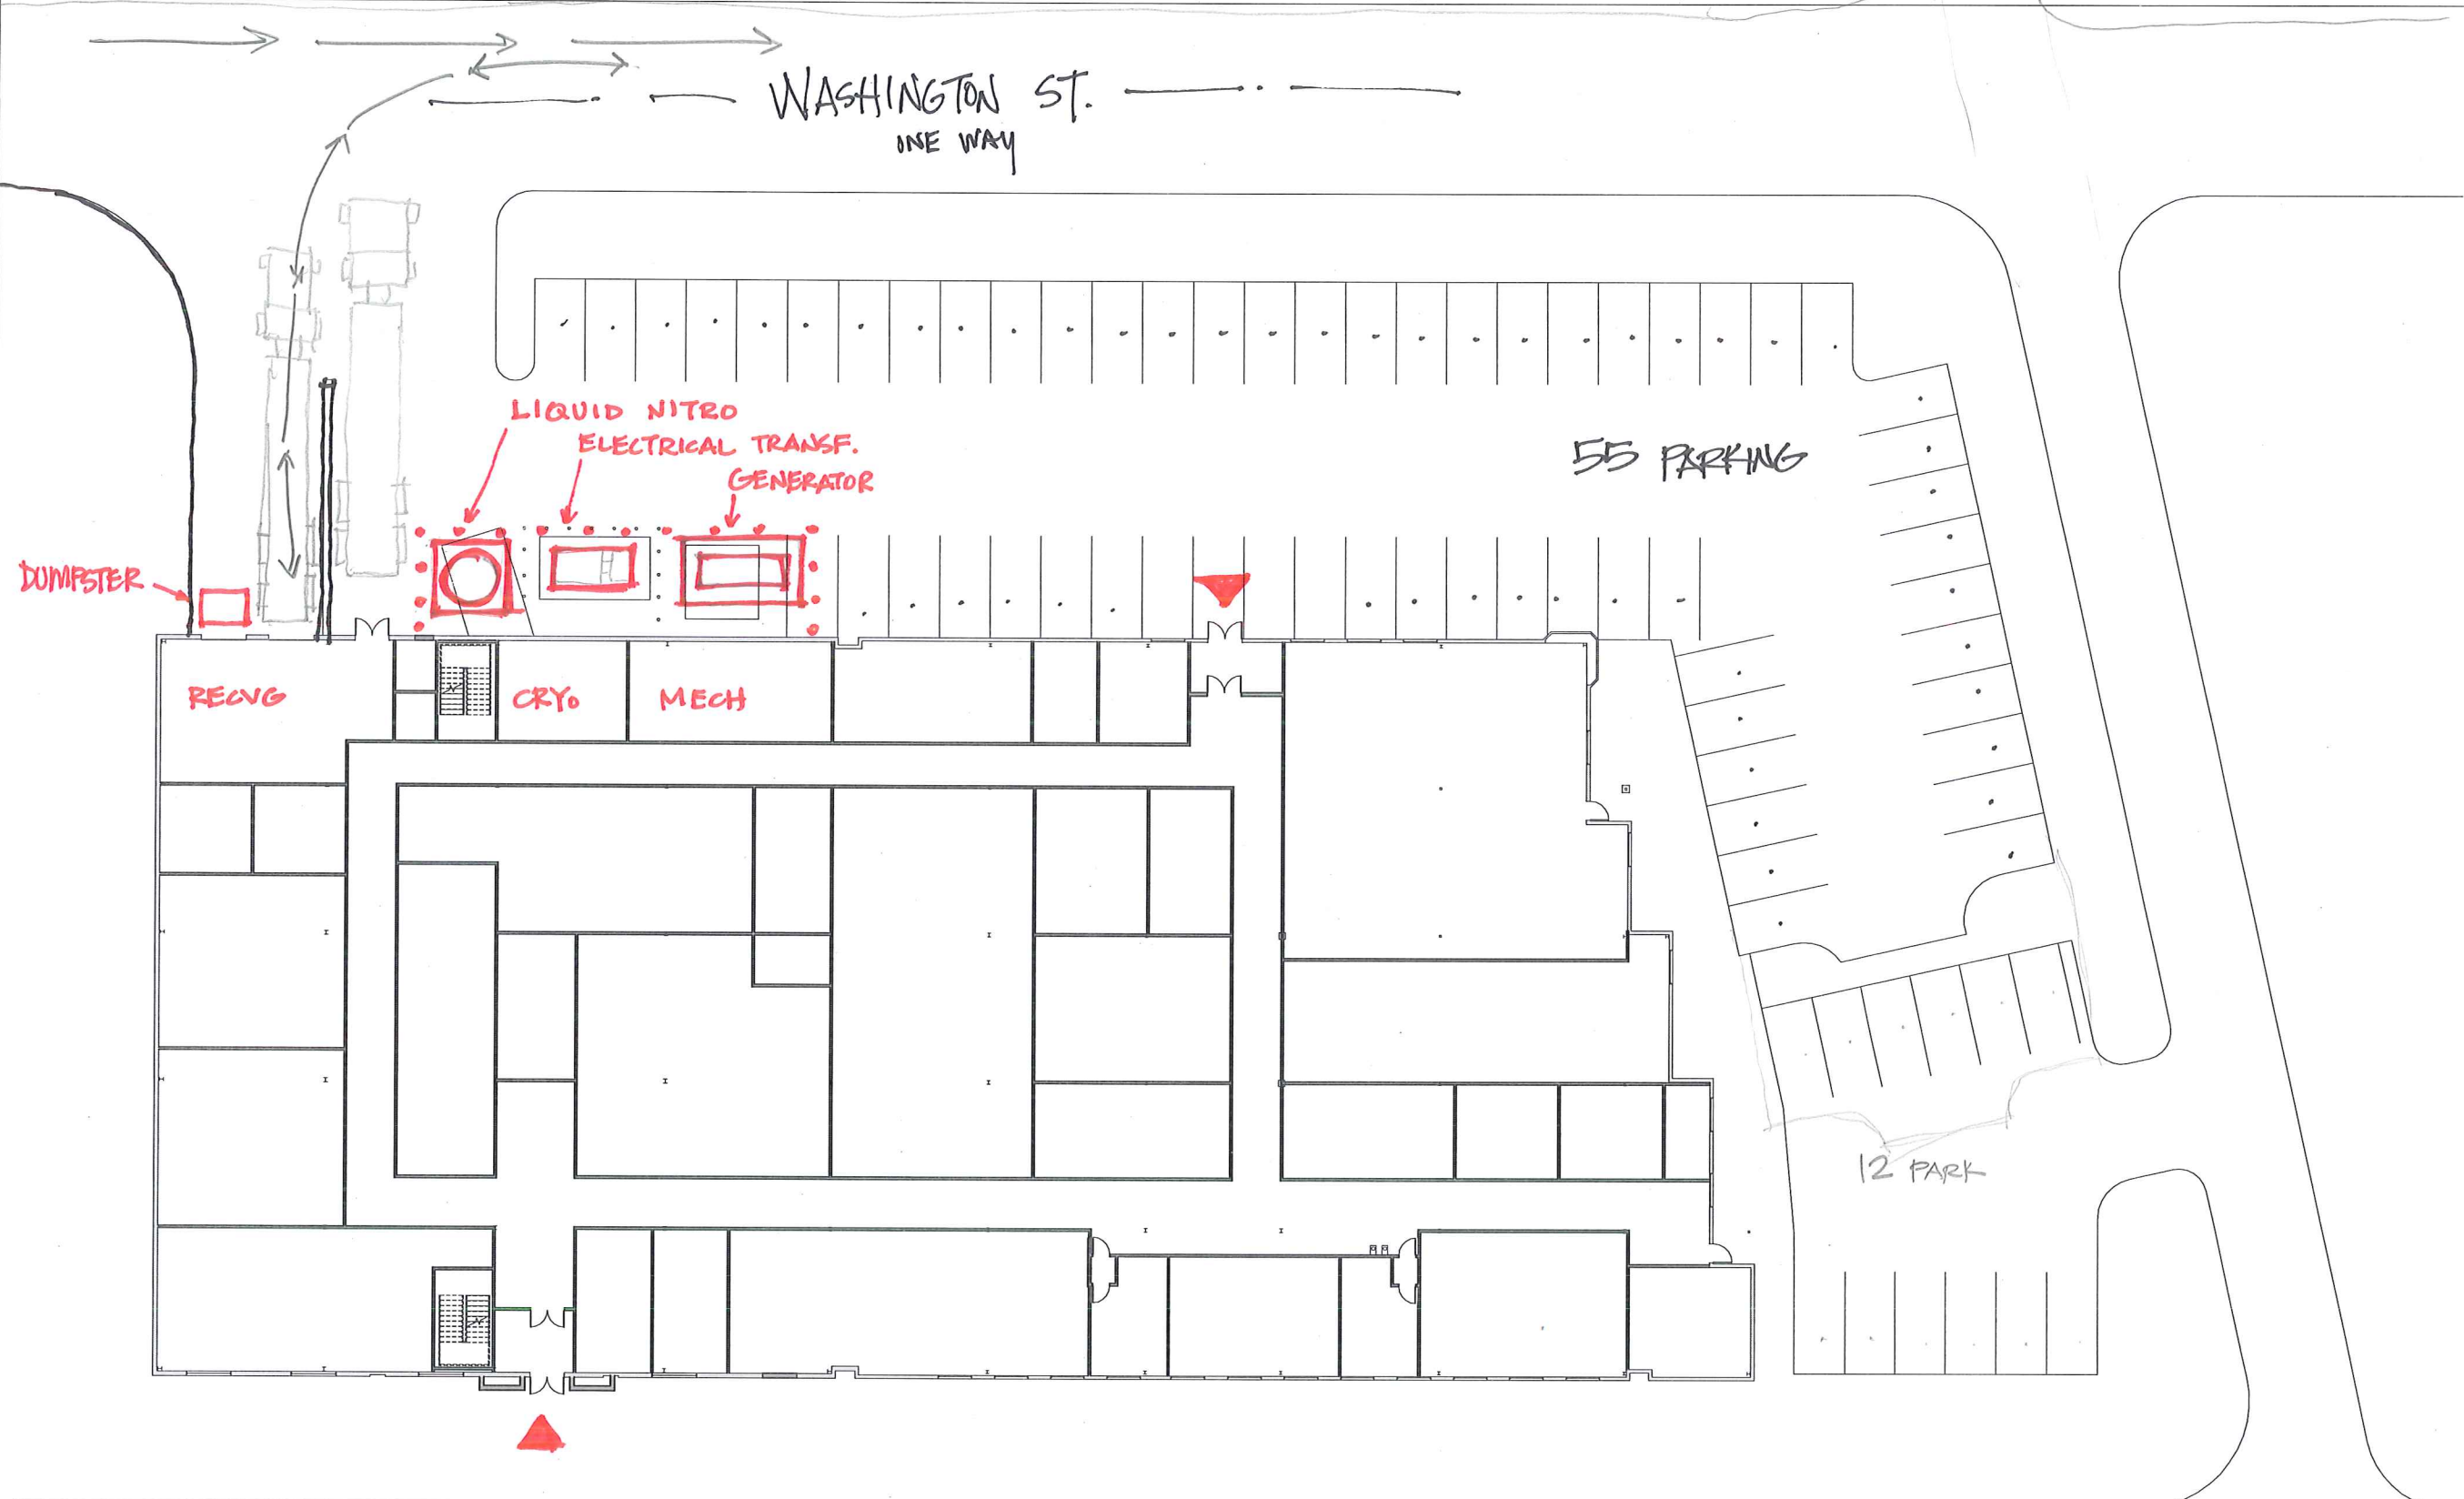 WASHINGTON ST.
ONE WAY
LIQUID NITRO
ELECTRICAL TRANSF.
GENERATOR
55 PARKING
DUMPSTER
RECVG
CRYO
MECH
12 PARK